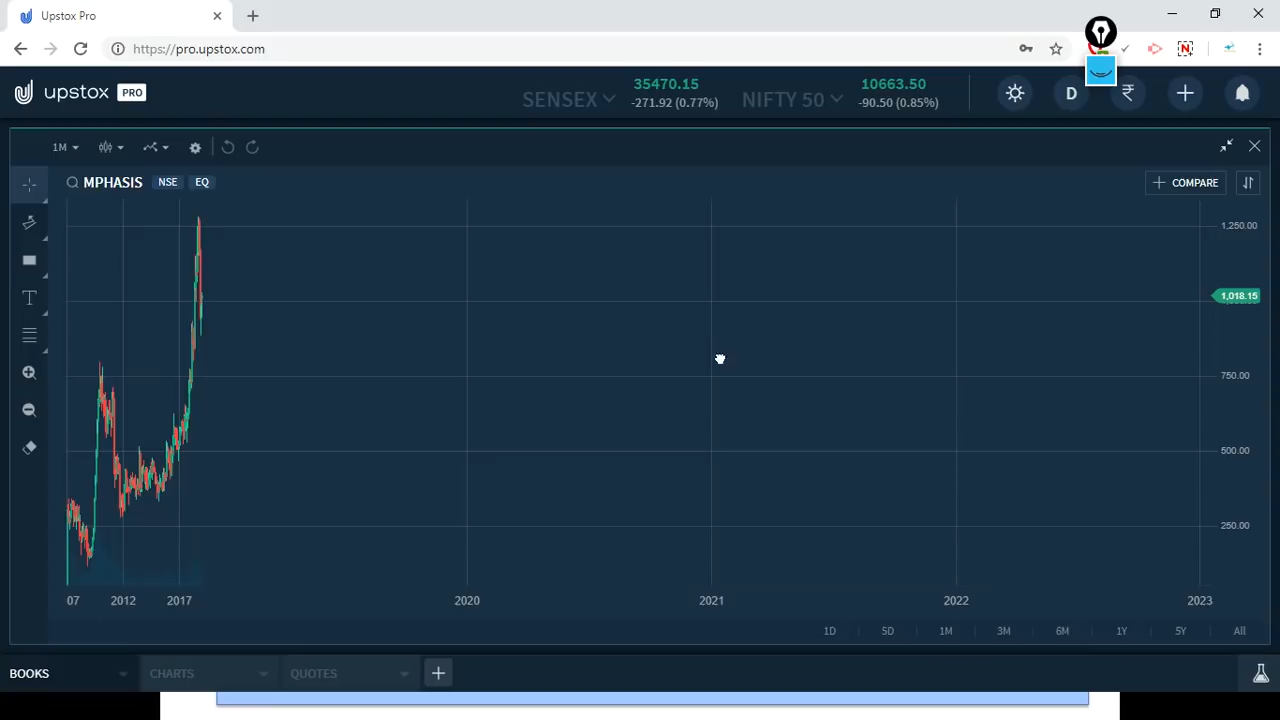 Upstox Pro
https://pro.upstox.com
N
upstox PRO
SENSEX 35470.15 -271.92 (0.77%)
NIFTY 50 10663.50 -90.50 (0.85%)
D ₹
1M
MPHASIS NSE EQ
COMPARE
T
1,250.00
1,018.15
750.00
500.00
250.00
07 2012 2017 2020 2021 2022 2023
1D 5D 1M 3M 6M 1Y 5Y All
BOOKS CHARTS QUOTES